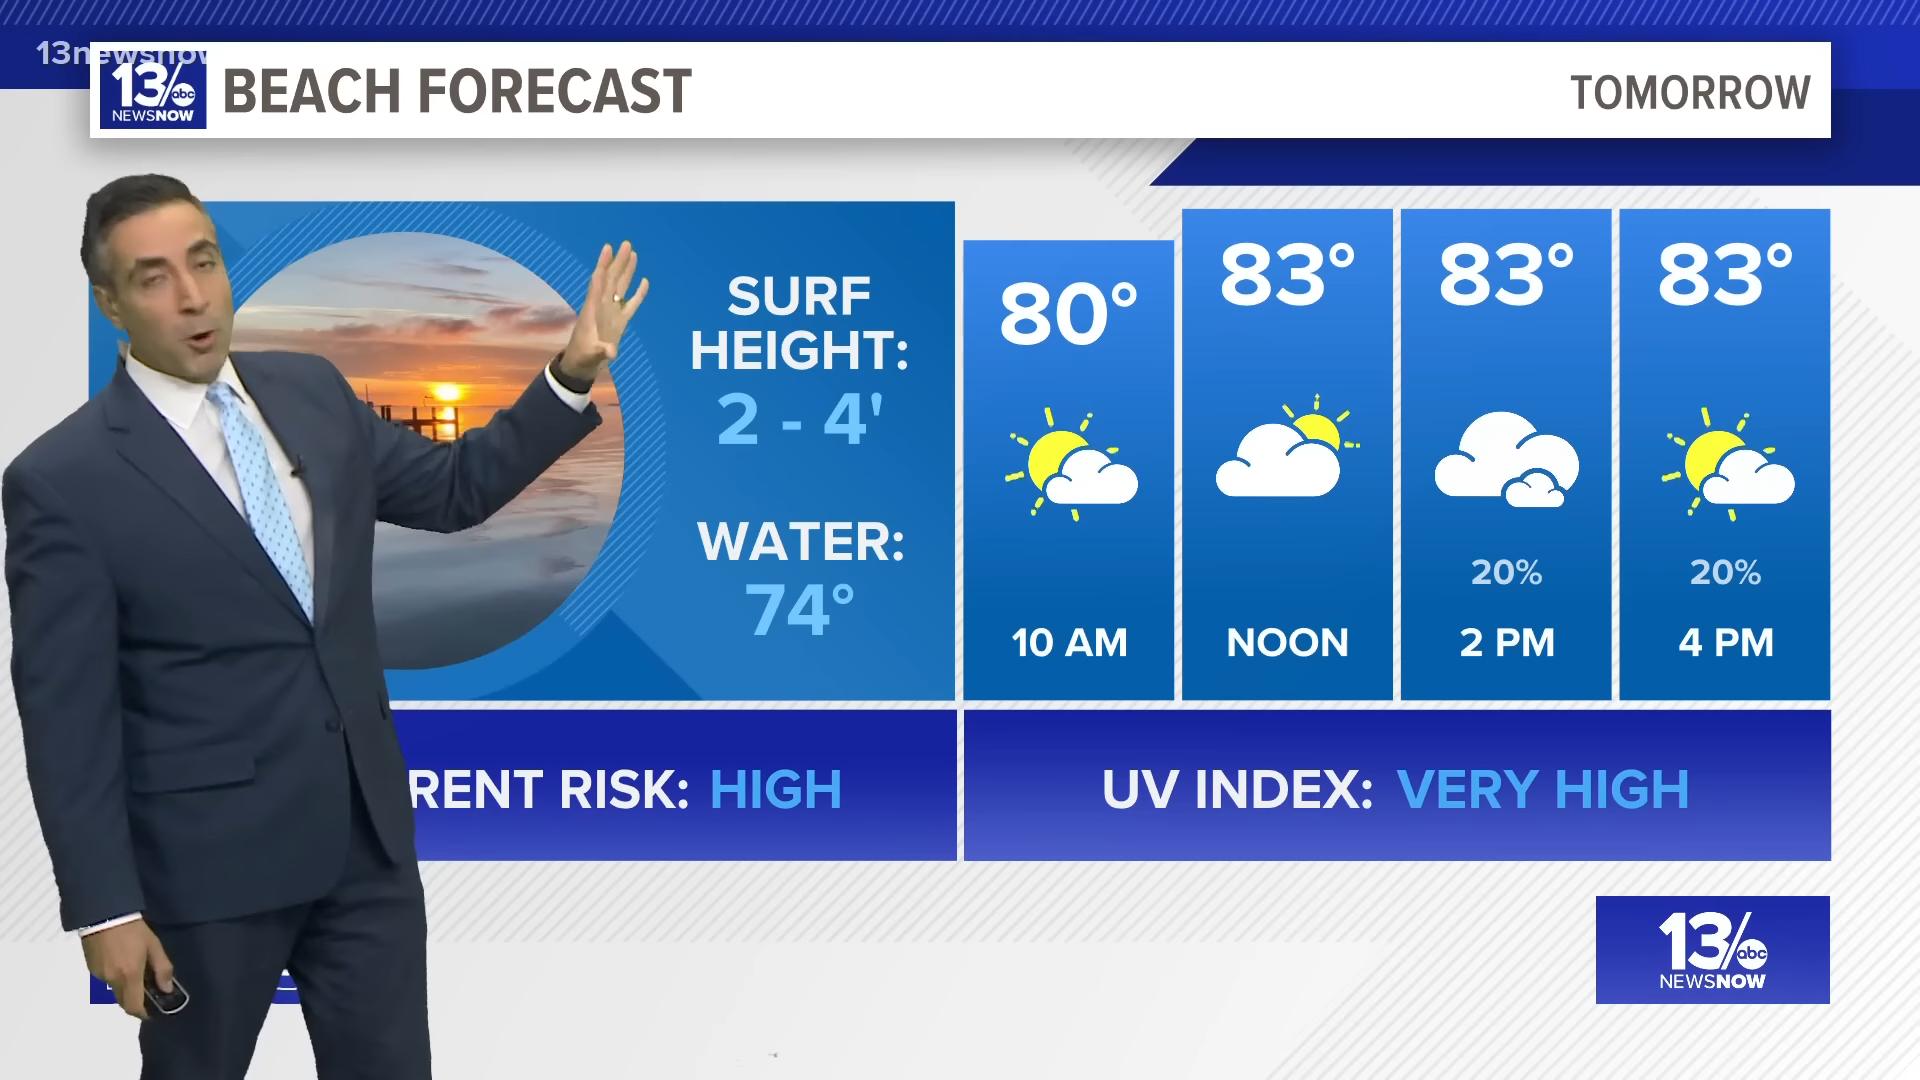 13newsnow
13/abc
NEWSNOW
BEACH FORECAST
TOMORROW
SURF
HEIGHT:
2 - 4'
WATER:
74°
80°
10 AM
83°
NOON
83°
20%
2 PM
83°
20%
4 PM
RENT RISK: HIGH
UV INDEX: VERY HIGH
13/abc
NEWSNOW